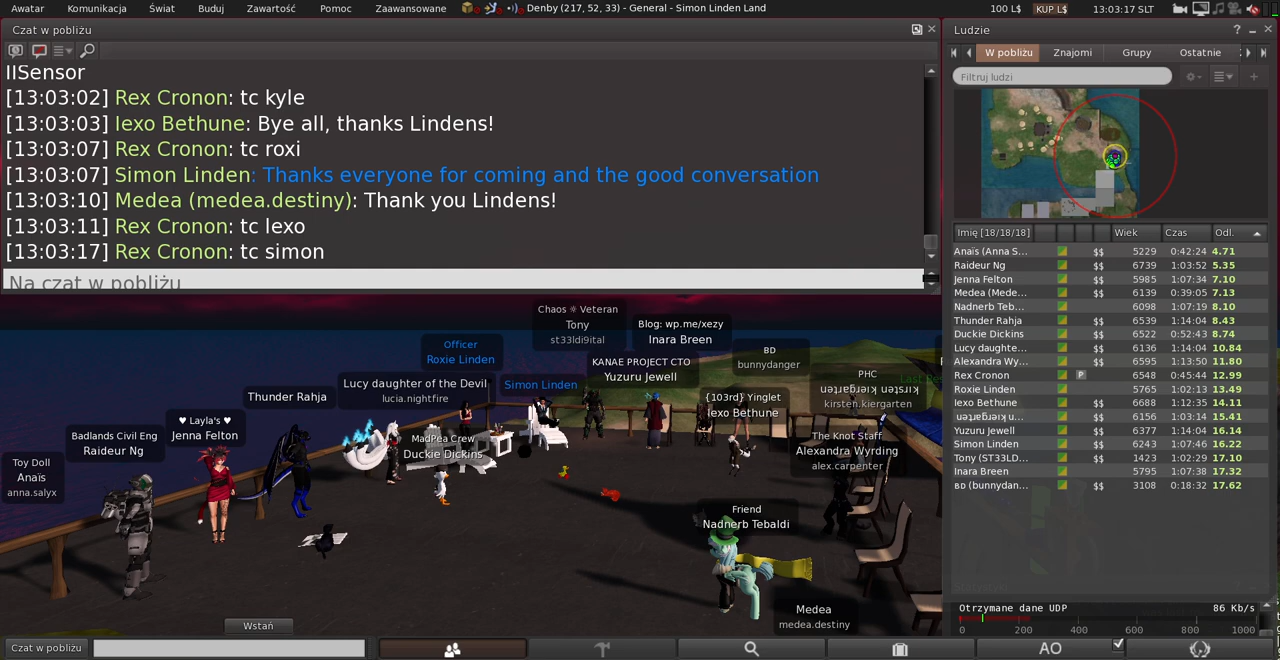 Awatar Komunikacja Świat Buduj Zawartość Pomoc Zaawansowane Denby (217, 52, 33) - General - Simon Linden Land 100 L$ KUP L$ 13:03:17 SLT
Czat w pobliżu
IISensor
[13:03:02] Rex Cronon: tc kyle
[13:03:03] Iexo Bethune: Bye all, thanks Lindens!
[13:03:07] Rex Cronon: tc roxi
[13:03:07] Simon Linden: Thanks everyone for coming and the good conversation
[13:03:10] Medea (medea.destiny): Thank you Lindens!
[13:03:11] Rex Cronon: tc lexo
[13:03:17] Rex Cronon: tc simon
Na czat w pobliżu
Ludzie
W pobliżu Znajomi Grupy Ostatnie
Filtruj ludzi
Imię [18/18/18] Wiek Czas Odl.
Anaïs (Anna S... $$ 5229 0:42:24 4.71
Raideur Ng $$ 6739 1:03:52 5.35
Jenna Felton $$ 5985 1:07:34 7.10
Medea (Mede... $$ 6139 0:39:05 7.13
Nadnerb Teb... 6098 1:07:19 8.10
Thunder Rahja $$ 6539 1:14:04 8.43
Duckie Dickins $$ 6522 0:52:43 8.74
Lucy daughte... $$ 6136 1:14:04 10.84
Alexandra Wy... $$ 6595 1:13:50 11.80
Rex Cronon P 6548 0:45:44 12.99
Roxie Linden 5765 1:02:13 13.49
Iexo Bethune $$ 6688 1:12:35 14.11
$$ 6156 1:03:14 15.41
Yuzuru Jewell $$ 6377 1:14:04 16.14
Simon Linden $$ 6243 1:07:46 16.22
Tony (ST33LD... $$ 1423 1:02:29 17.10
Inara Breen 5795 1:07:38 17.32
ʙᴅ (bunnydan... $$ 3108 0:18:32 17.62
Otrzymane dane UDP 86 Kb/s
0 200 400 600 800 1000
Chaos ☼ Veteran
Tony
st33ldi9ital
Blog: wp.me/xezy
Inara Breen
Officer
Roxie Linden
ʙᴅ
bunnydanger
KANAE PROJECT CTO
Yuzuru Jewell
PHC
uǝʇɹɐƃɹǝıʞ uǝʇsɹıʞ
kirsten.kiergarten
Lucy daughter of the Devil
lucia.nightfire
Simon Linden
Thunder Rahja
{103rd} Yinglet
Iexo Bethune
♥ Layla's ♥
Jenna Felton
Badlands Civil Eng
Raideur Ng
MadPea Crew
Duckie Dickins
The Knot Staff
Alexandra Wyrding
alex.carpenter
Toy Doll
Anaïs
anna.salyx
Friend
Nadnerb Tebaldi
Medea
medea.destiny
Wstań
Czat w pobliżu AO